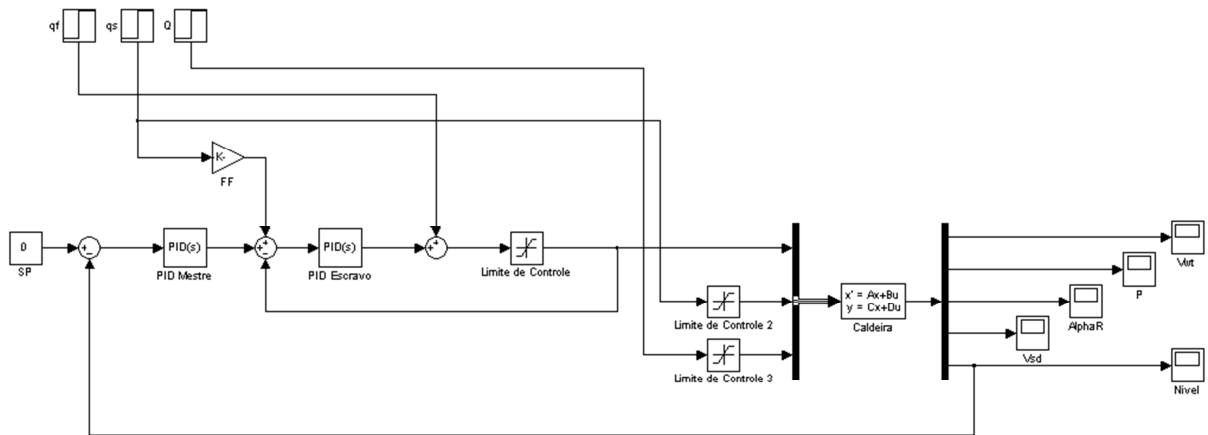 qf
qs
Q
K-
FF
0
SP
PID(s)
PID Mestre
PID(s)
PID Escravo
Limite de Controle
Limite de Controle 2
Limite de Controle 3
x' = Ax+Bu
y = Cx+Du
Caldeira
Vwt
P
AlphaR
Vsd
Nivel